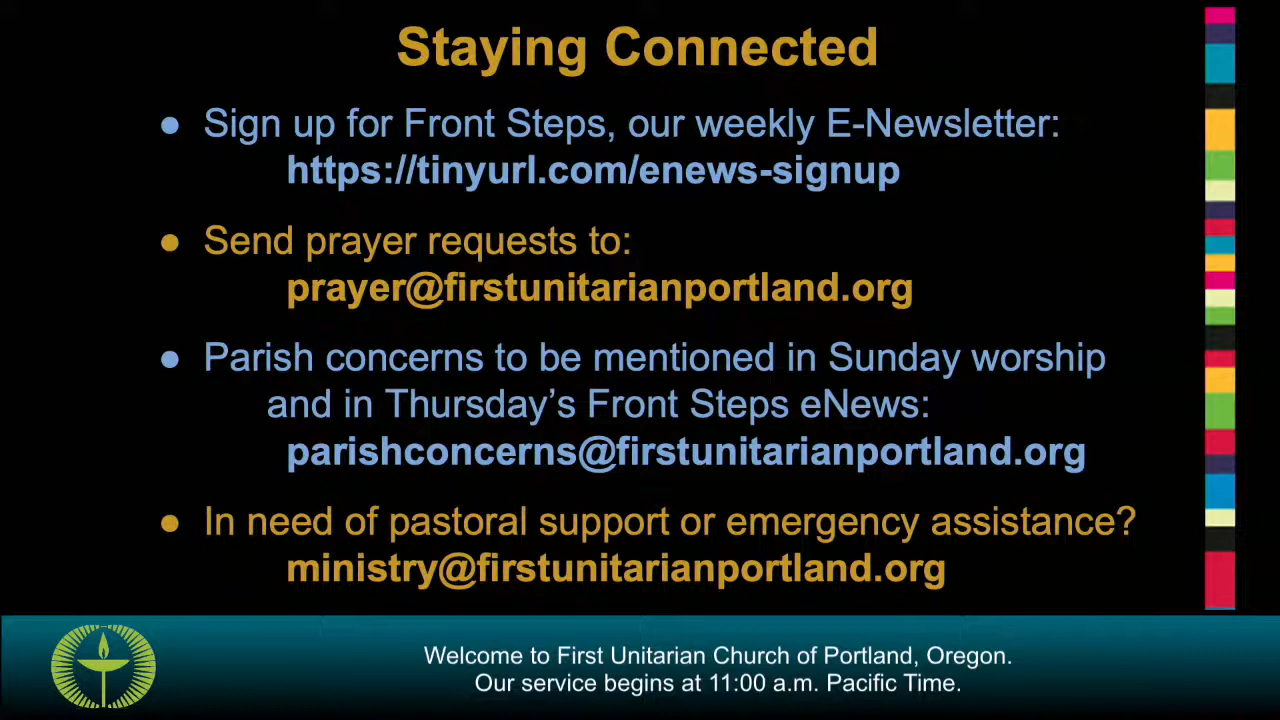 Staying Connected
● Sign up for Front Steps, our weekly E-Newsletter:
https://tinyurl.com/enews-signup
● Send prayer requests to:
prayer@firstunitarianportland.org
● Parish concerns to be mentioned in Sunday worship
and in Thursday’s Front Steps eNews:
parishconcerns@firstunitarianportland.org
● In need of pastoral support or emergency assistance?
ministry@firstunitarianportland.org
Welcome to First Unitarian Church of Portland, Oregon.
Our service begins at 11:00 a.m. Pacific Time.